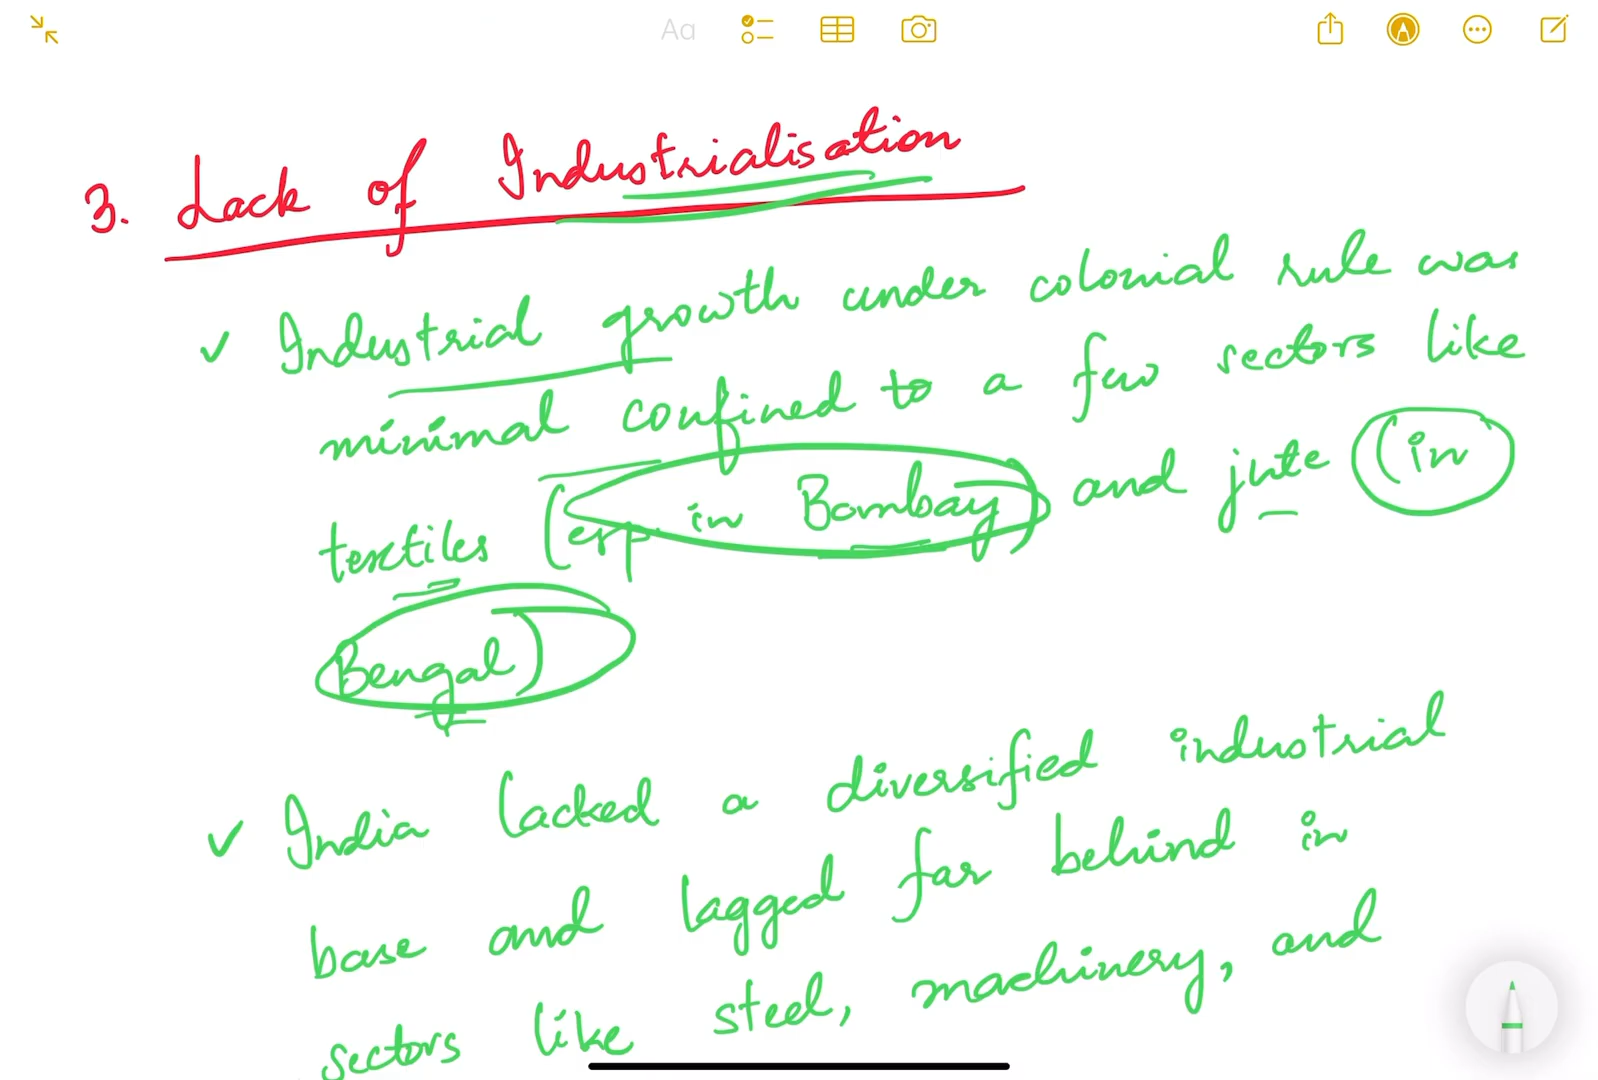 Aa
3. Lack of Industrialisation
✓ Industrial growth under colonial rule was
minimal confined to a few sectors like
textiles (esp in Bombay) and jute (in
Bengal)
✓ India lacked a diversified industrial
base and lagged far behind in
sectors like steel, machinery, and